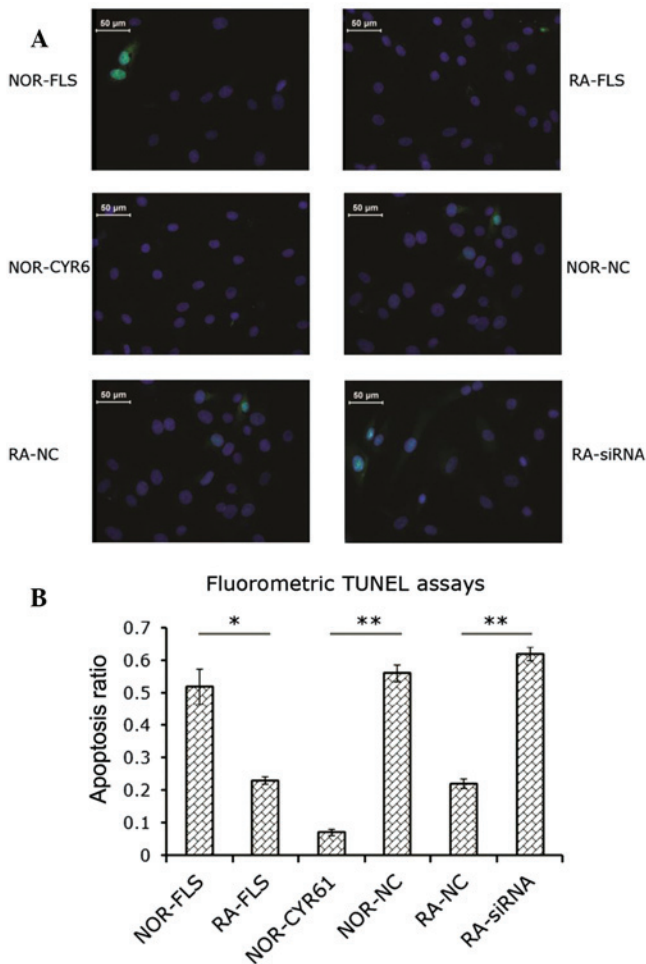 A
50 µm
50 µm
NOR-FLS
RA-FLS
50 µm
50 µm
NOR-CYR6
NOR-NC
50 µm
50 µm
RA-NC
RA-siRNA
B
Fluorometric TUNEL assays
* ** **
Apoptosis ratio
0.7
0.6
0.5
0.4
0.3
0.2
0.1
0
NOR-FLS
RA-FLS
NOR-CYR61
NOR-NC
RA-NC
RA-siRNA